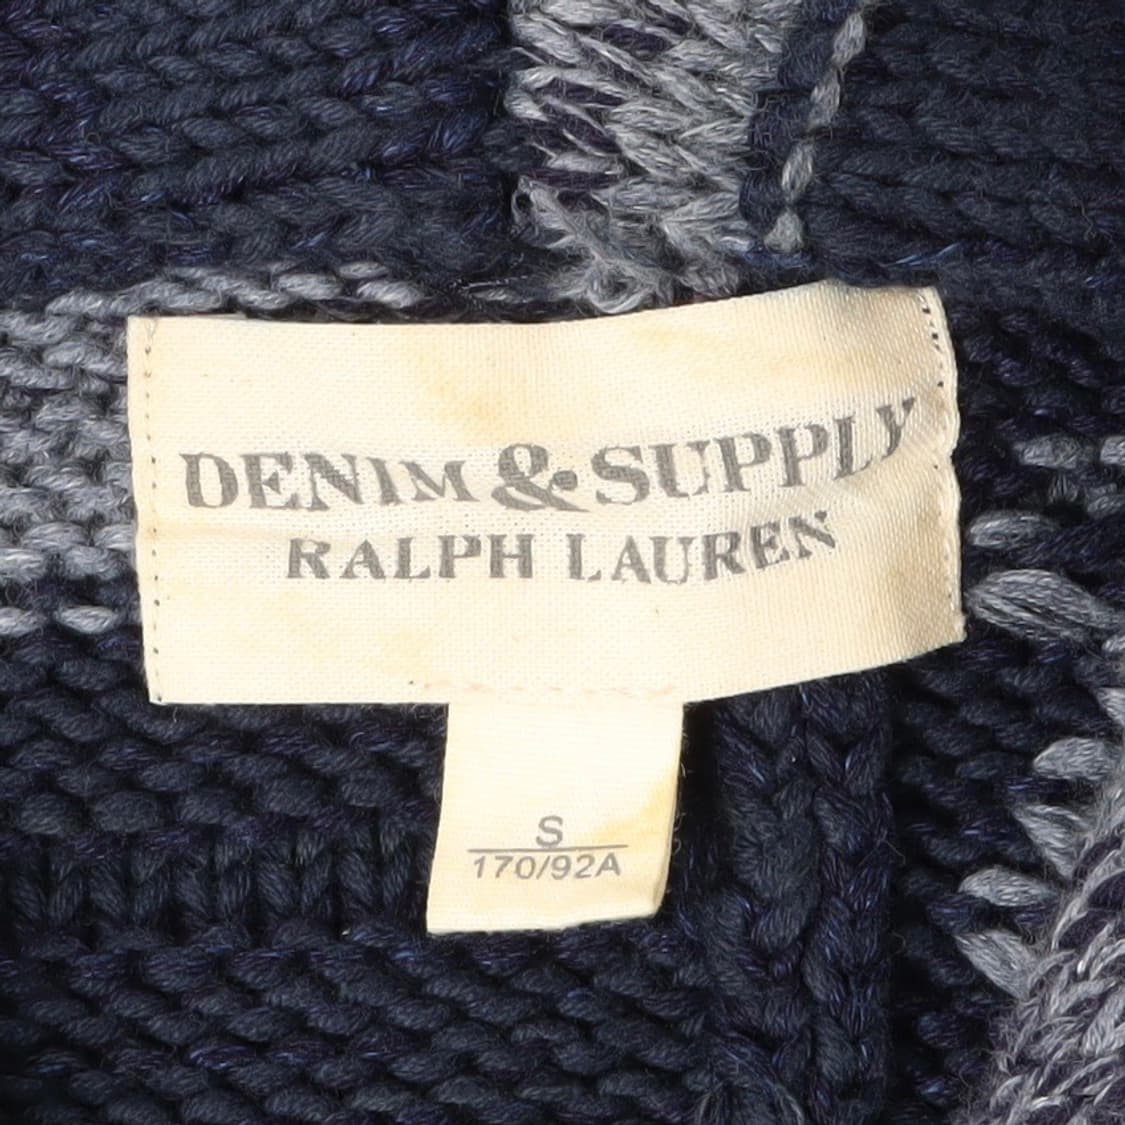 DENIM & SUPPLY
RALPH LAUREN
S
170/92A